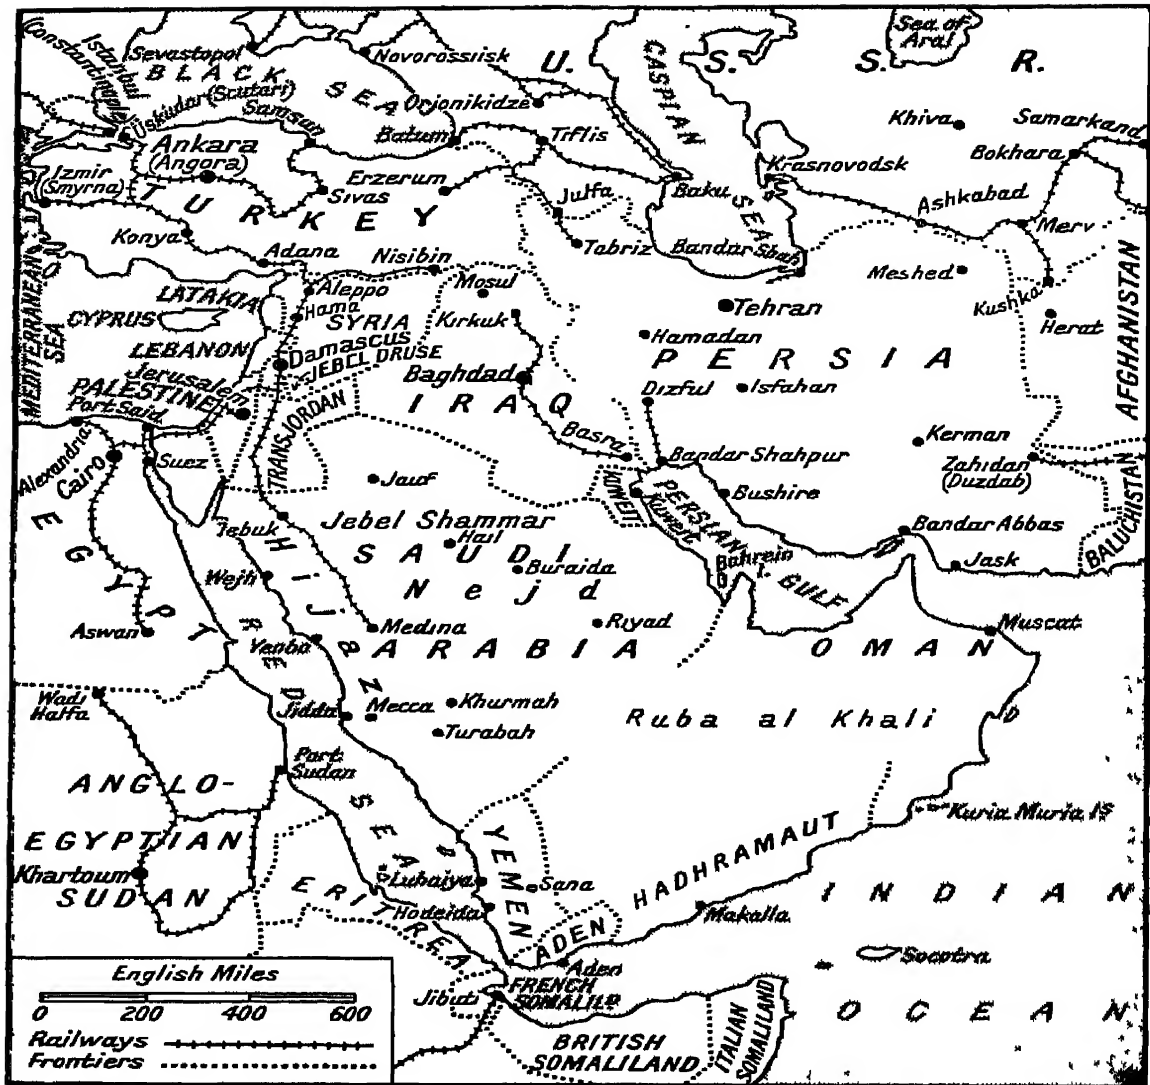 Sea of
Aral
U. S. S. R.
CASPIAN SEA
BLACK SEA
Sevastopol
Novorossiisk
Constantinople
Istanbul
Üsküdar (Scutari)
Samsun
Batum
Orjonikidze
Tiflis
Khiva
Samarkand
Bokhara
Krasnovodsk
Ankara
(Angora)
Izmir
(Smyrna)
Sivas
Erzerum
Julfa
Baku
Ashkabad
Merv
TURKEY
Konya
Adana
Nisibin
Tabriz
Bandar Shah
Meshed
Kushka
Herat
AFGHANISTAN
MEDITERRANEAN
SEA
LATAKIA
CYPRUS
LEBANON
Aleppo
Hama
SYRIA
Mosul
Kirkuk
Tehran
Hamadan
PERSIA
Damascus
JEBEL DRUSE
Jerusalem
PALESTINE
Port Said
Baghdad
IRAQ
Dizful
Isfahan
TRANSJORDAN
Basra
Kerman
Alexandria
Cairo
Suez
Jauf
Bandar Shahpur
Zahidan
(Duzdab)
KUWEIT
Kuweit
PERSIAN
GULF
Bushire
BALUCHISTAN
EGYPT
Tebuk
Jebel Shammar
Hail
SAUDI
Buraida
Nejd
Bahrein
I.
Bandar Abbas
Jask
Wejh
Hijaz
Aswan
Yenba
Medina
Riyad
Muscat
ARABIA
OMAN
RED
SEA
Wadi
Halfa
Jidda
Mecca
Khurmah
Turabah
Ruba al Khali
Port
Sudan
ANGLO-
EGYPTIAN
SUDAN
Khartoum
YEMEN
HADHRAMAUT
Kuria Muria Is
ERITREA
Luhaiya
Sana
Hodeida
Makalla
INDIAN
OCEAN
ADEN
Aden
Socotra
Jibuti
FRENCH
SOMALILD.
BRITISH
SOMALILAND
ITALIAN
SOMALILAND
English Miles
0 200 400 600
Railways
Frontiers